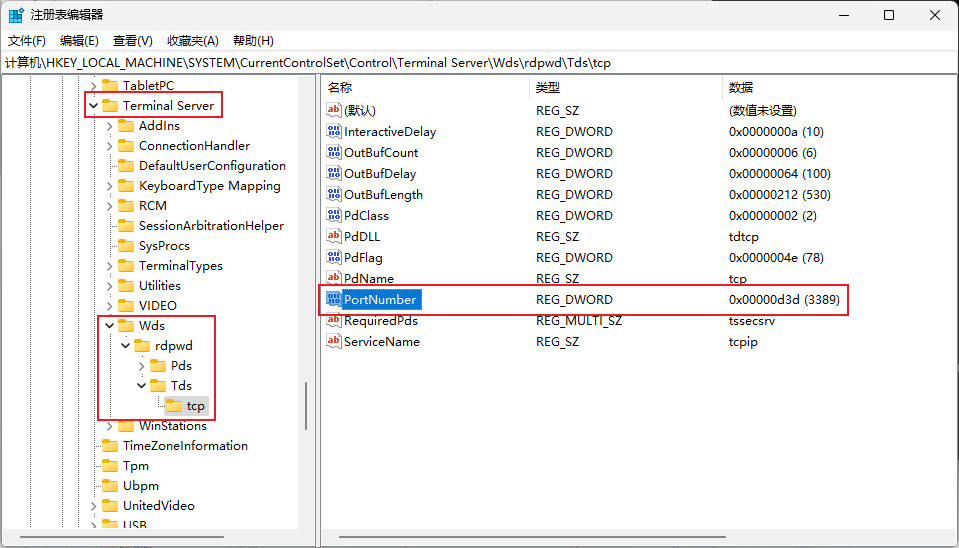 注册表编辑器
文件(F) 编辑(E) 查看(V) 收藏夹(A) 帮助(H)
计算机\HKEY_LOCAL_MACHINE\SYSTEM\CurrentControlSet\Control\Terminal Server\Wds\rdpwd\Tds\tcp
TabletPC
Terminal Server
AddIns
ConnectionHandler
DefaultUserConfiguration
KeyboardType Mapping
RCM
SessionArbitrationHelper
SysProcs
TerminalTypes
Utilities
VIDEO
Wds
rdpwd
Pds
Tds
tcp
WinStations
TimeZoneInformation
Tpm
Ubpm
UnitedVideo
USB
名称 类型 数据
(默认) REG_SZ (数值未设置)
InteractiveDelay REG_DWORD 0x0000000a (10)
OutBufCount REG_DWORD 0x00000006 (6)
OutBufDelay REG_DWORD 0x00000064 (100)
OutBufLength REG_DWORD 0x00000212 (530)
PdClass REG_DWORD 0x00000002 (2)
PdDLL REG_SZ tdtcp
PdFlag REG_DWORD 0x0000004e (78)
PdName REG_SZ tcp
PortNumber REG_DWORD 0x00000d3d (3389)
RequiredPds REG_MULTI_SZ tssecsrv
ServiceName REG_SZ tcpip